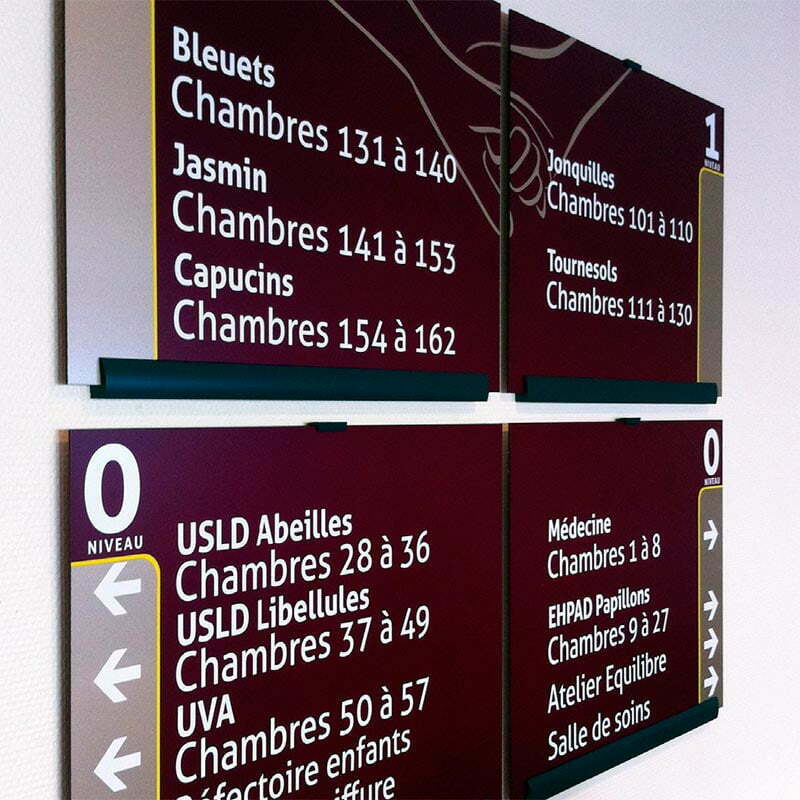 Bleuets
Chambres 131 à 140
Jasmin
Chambres 141 à 153
Capucins
Chambres 154 à 162
1
NIVEAU
Jonquilles
Chambres 101 à 110
Tournesols
Chambres 111 à 130
0
NIVEAU
USLD Abeilles
Chambres 28 à 36
USLD Libellules
Chambres 37 à 49
UVA
Chambres 50 à 57
Réfectoire enfants
0
NIVEAU
Médecine
Chambres 1 à 8
EHPAD Papillons
Chambres 9 à 27
Atelier Equilibre
Salle de soins